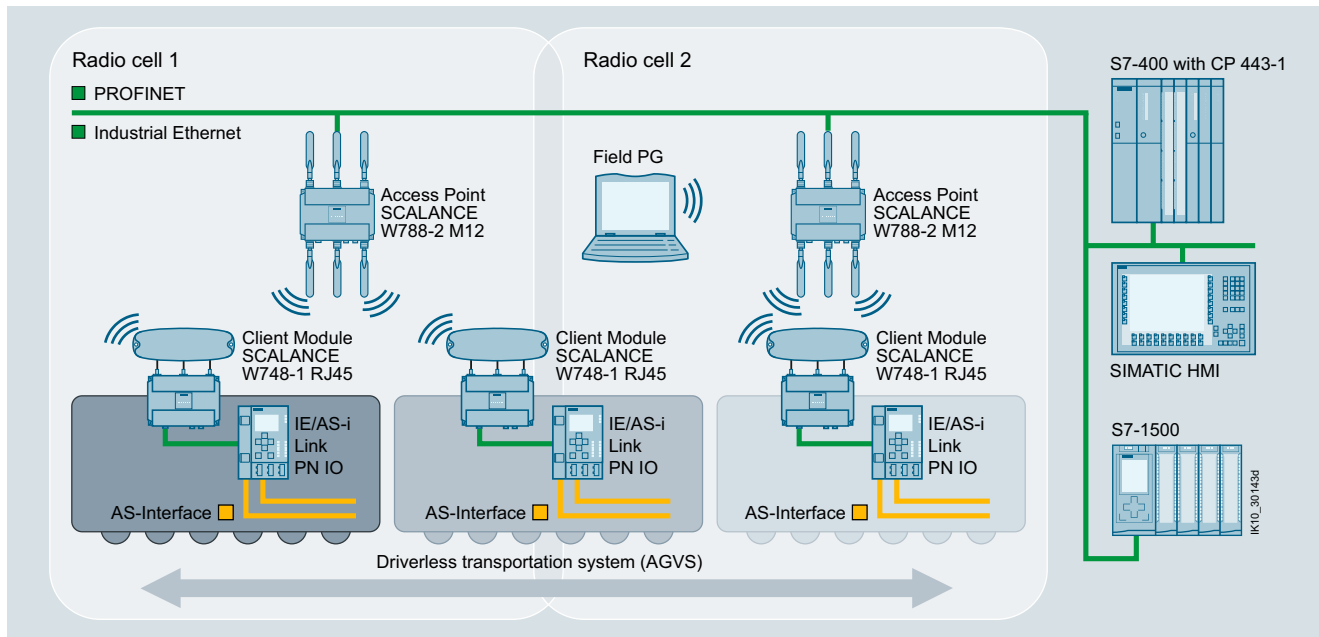 Radio cell 1
Radio cell 2
PROFINET
Industrial Ethernet
S7-400 with CP 443-1
Field PG
Access Point
SCALANCE
W788-2 M12
Access Point
SCALANCE
W788-2 M12
Client Module
SCALANCE
W748-1 RJ45
Client Module
SCALANCE
W748-1 RJ45
Client Module
SCALANCE
W748-1 RJ45
SIMATIC HMI
IE/AS-i
Link
PN IO
IE/AS-i
Link
PN IO
IE/AS-i
Link
PN IO
S7-1500
AS-Interface
AS-Interface
AS-Interface
IK10_30143d
Driverless transportation system (AGVS)